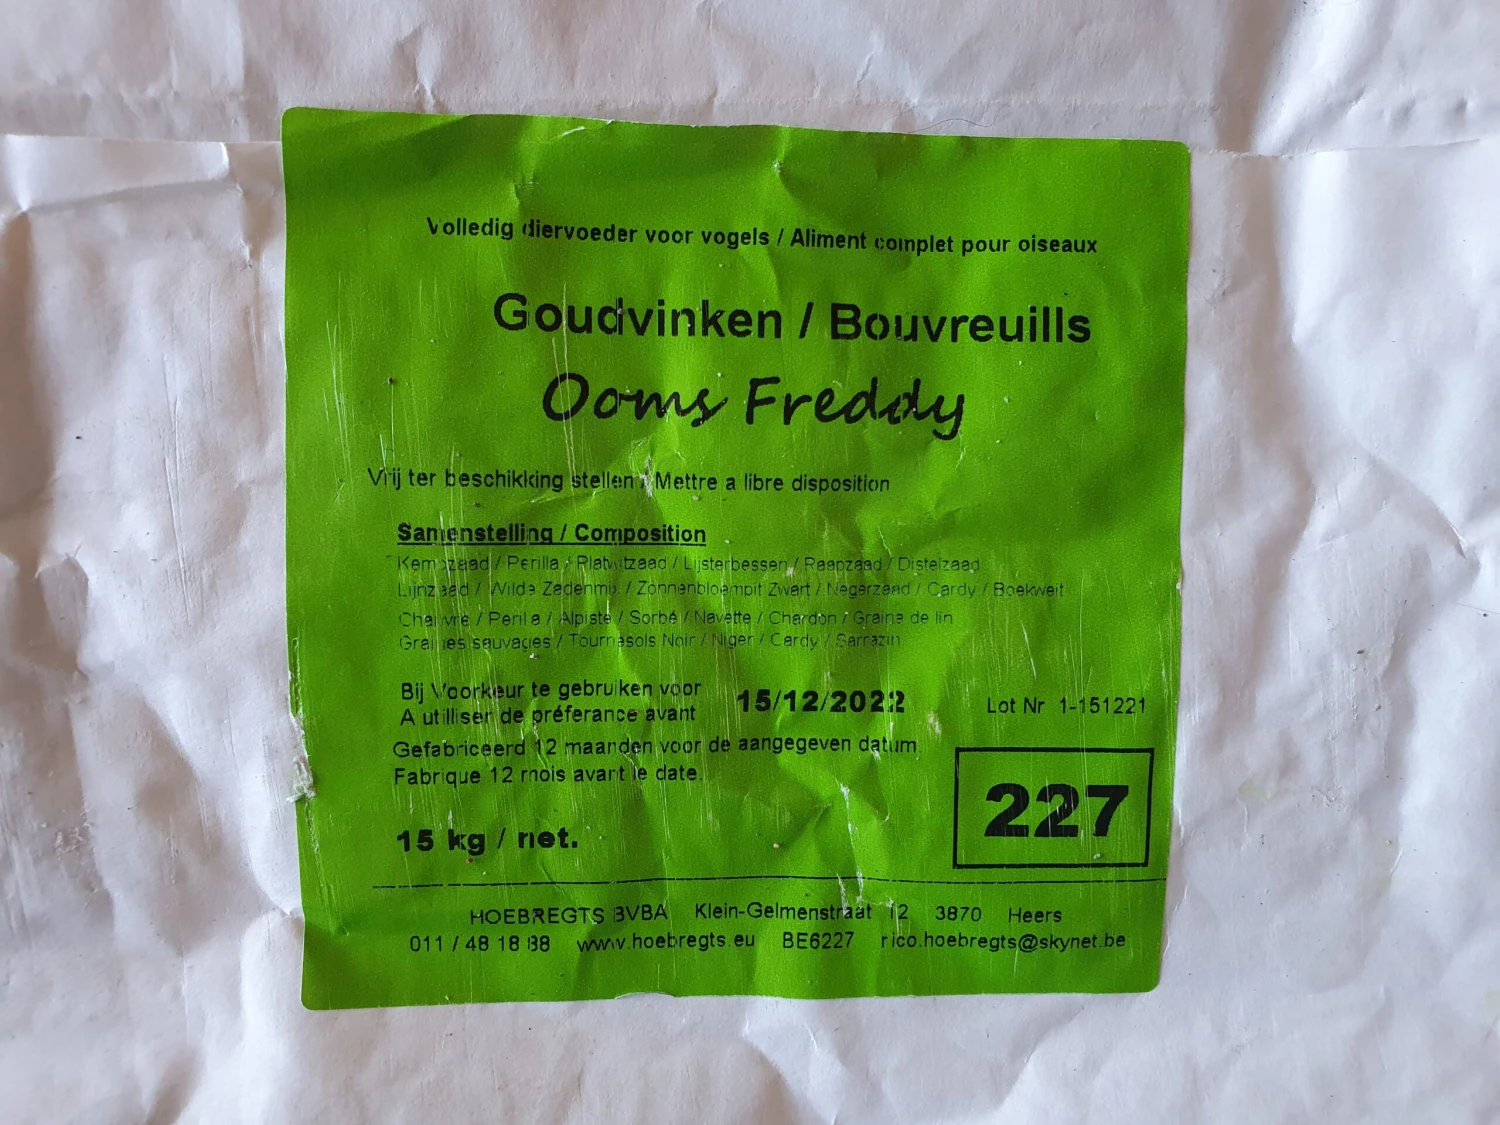 Volledig diervoeder voor vogels / Aliment complet pour oiseaux
Goudvinken / Bouvreuills
Ooms Freddy
Vrij ter beschikking stellen / Mettre a libre disposition
Samenstelling / Composition
Kempzaad / Perilla / Platwitzaad / Lijsterbessen / Raapzaad / Distelzaad
Lijnzaad / Wilde Zadenmix / Zonnenbloempit Zwart / Negerzaad / Cardy / Boekweit
Chanvre / Perilla / Alpiste / Sorbé / Navette / Chardon / Graine de lin
Graines sauvages / Tournesols Noir / Niger / Cardy / Sarrazin
Bij Voorkeur te gebruiken voor
A utilliser de préferance avant
15/12/2022
Lot Nr 1-151221
Gefabriceerd 12 maanden voor de aangegeven datum.
Fabrique 12 mois avant le date.
227
15 kg / net.
HOEBREGTS BVBA Klein-Gelmenstraat 12 3870 Heers
011 / 48 18 88 www.hoebregts.eu BE6227 rico.hoebregts@skynet.be